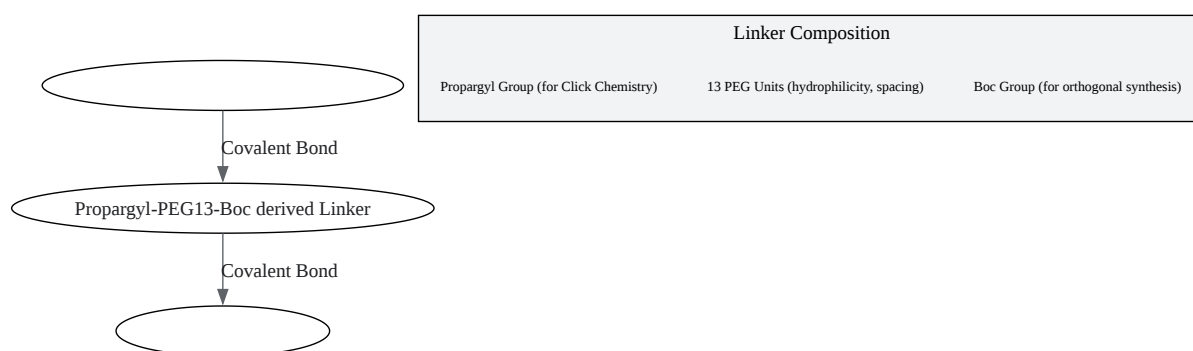 Linker Composition
Propargyl Group (for Click Chemistry)
13 PEG Units (hydrophilicity, spacing)
Boc Group (for orthogonal synthesis)
Covalent Bond
Propargyl-PEG13-Boc derived Linker
Covalent Bond